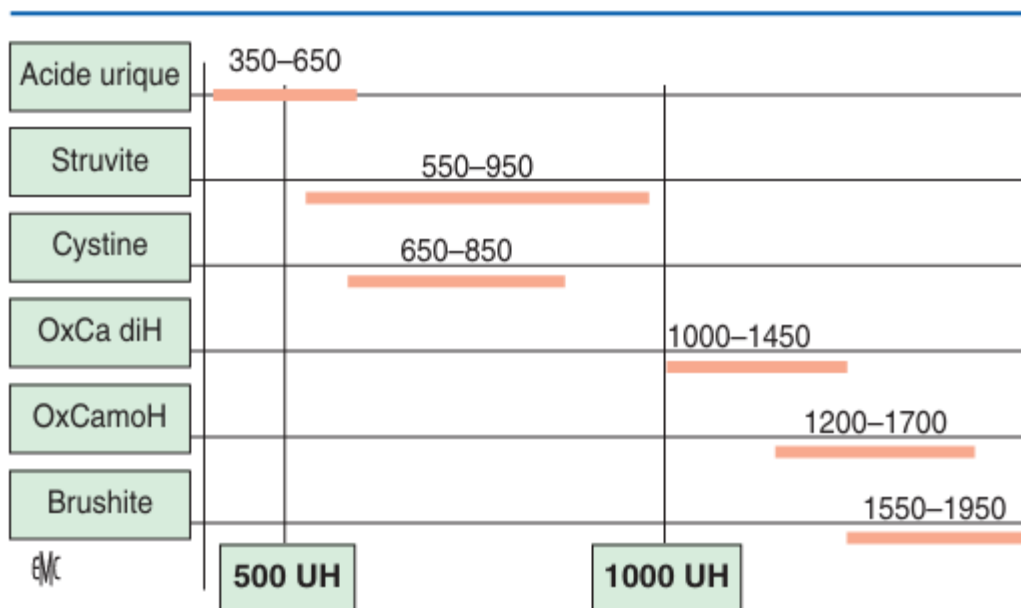 Acide urique 350–650
Struvite 550–950
Cystine 650–850
OxCa diH 1000–1450
OxCamoH 1200–1700
Brushite 1550–1950
EMC 500 UH 1000 UH